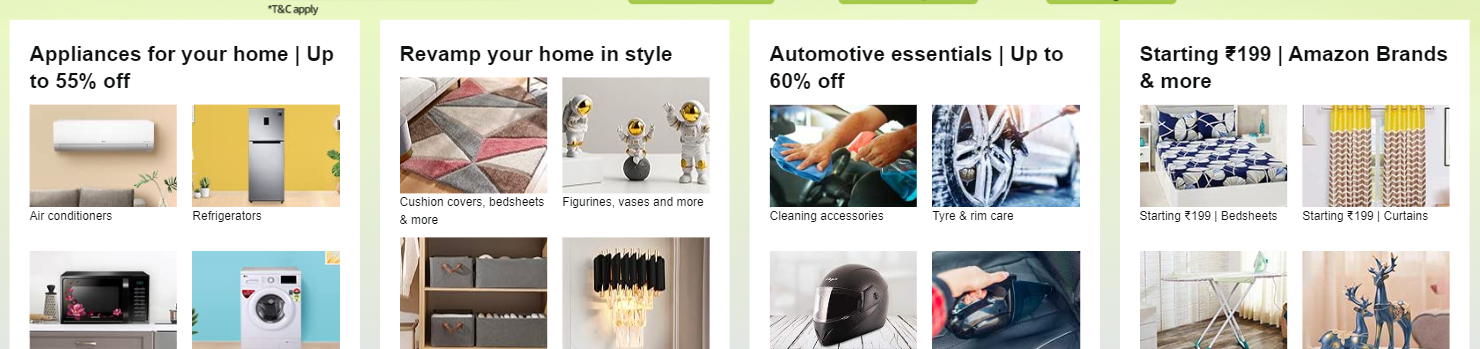 *T&C apply
Appliances for your home | Up
to 55% off
Air conditioners
Refrigerators
Revamp your home in style
Cushion covers, bedsheets
& more
Figurines, vases and more
Automotive essentials | Up to
60% off
Cleaning accessories
Tyre & rim care
Starting ₹199 | Amazon Brands
& more
Starting ₹199 | Bedsheets
Starting ₹199 | Curtains